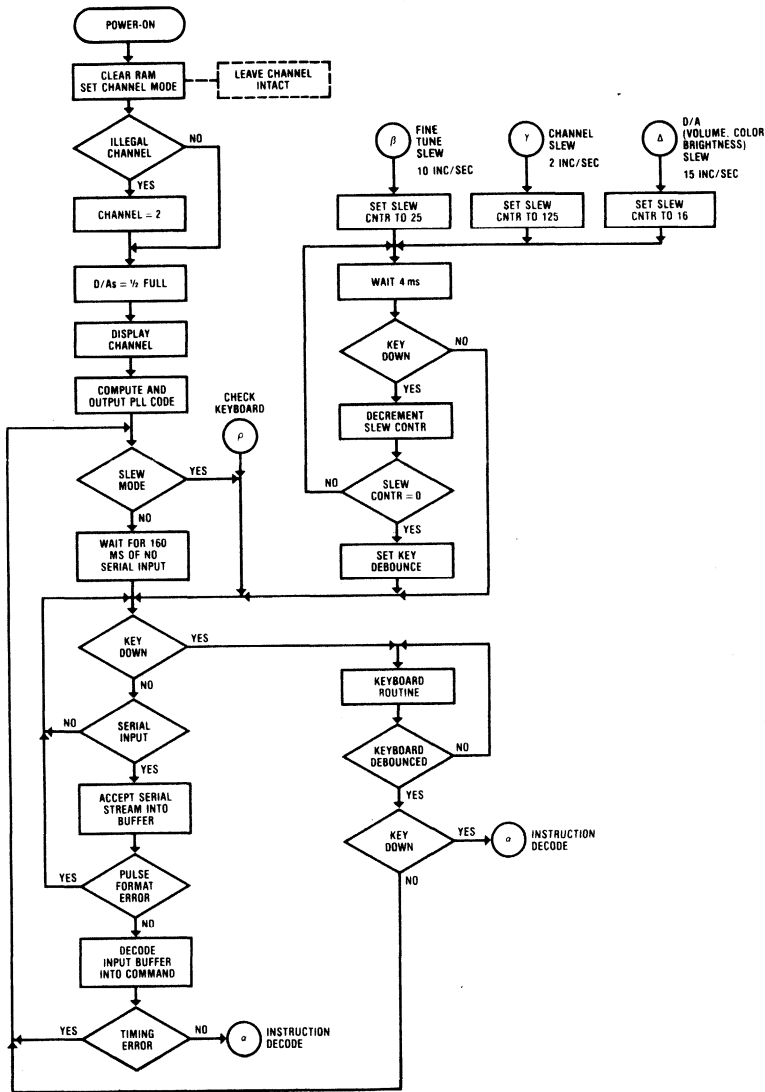 POWER-ON
CLEAR RAM
SET CHANNEL MODE
LEAVE CHANNEL
INTACT
ILLEGAL
CHANNEL
NO
YES
CHANNEL = 2
D/As = ½ FULL
DISPLAY
CHANNEL
COMPUTE AND
OUTPUT PLL CODE
CHECK
KEYBOARD
ρ
SLEW
MODE
YES
NO
WAIT FOR 160
MS OF NO
SERIAL INPUT
β
FINE
TUNE
SLEW
10 INC/SEC
γ
CHANNEL
SLEW
2 INC/SEC
Δ
D/A
(VOLUME, COLOR
BRIGHTNESS)
SLEW
15 INC/SEC
SET SLEW
CNTR TO 25
SET SLEW
CNTR TO 125
SET SLEW
CNTR TO 16
WAIT 4 ms
KEY
DOWN
NO
YES
DECREMENT
SLEW CONTR
SLEW
CONTR = 0
NO
YES
SET KEY
DEBOUNCE
KEY
DOWN
YES
NO
SERIAL
INPUT
NO
YES
ACCEPT SERIAL
STREAM INTO
BUFFER
PULSE
FORMAT
ERROR
YES
NO
DECODE
INPUT BUFFER
INTO COMMAND
TIMING
ERROR
YES
NO
α
INSTRUCTION
DECODE
KEYBOARD
ROUTINE
KEYBOARD
DEBOUNCED
NO
YES
KEY
DOWN
YES
α
INSTRUCTION
DECODE
NO